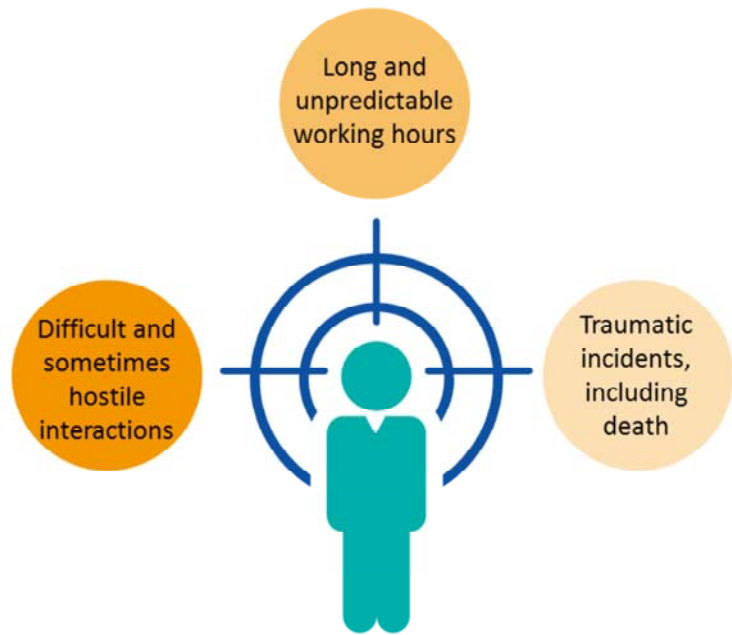 Long and
unpredictable
working hours
Difficult and
sometimes
hostile
interactions
Traumatic
incidents,
including
death